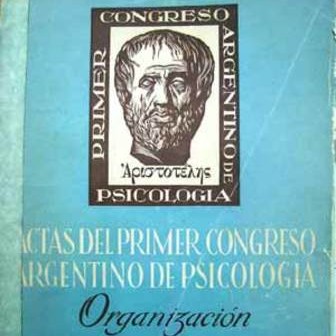 PRIMER CONGRESO ARGENTINO DE PSICOLOGIA
Ἀριστοτέλης
ACTAS DEL PRIMER CONGRESO
ARGENTINO DE PSICOLOGIA
Organización